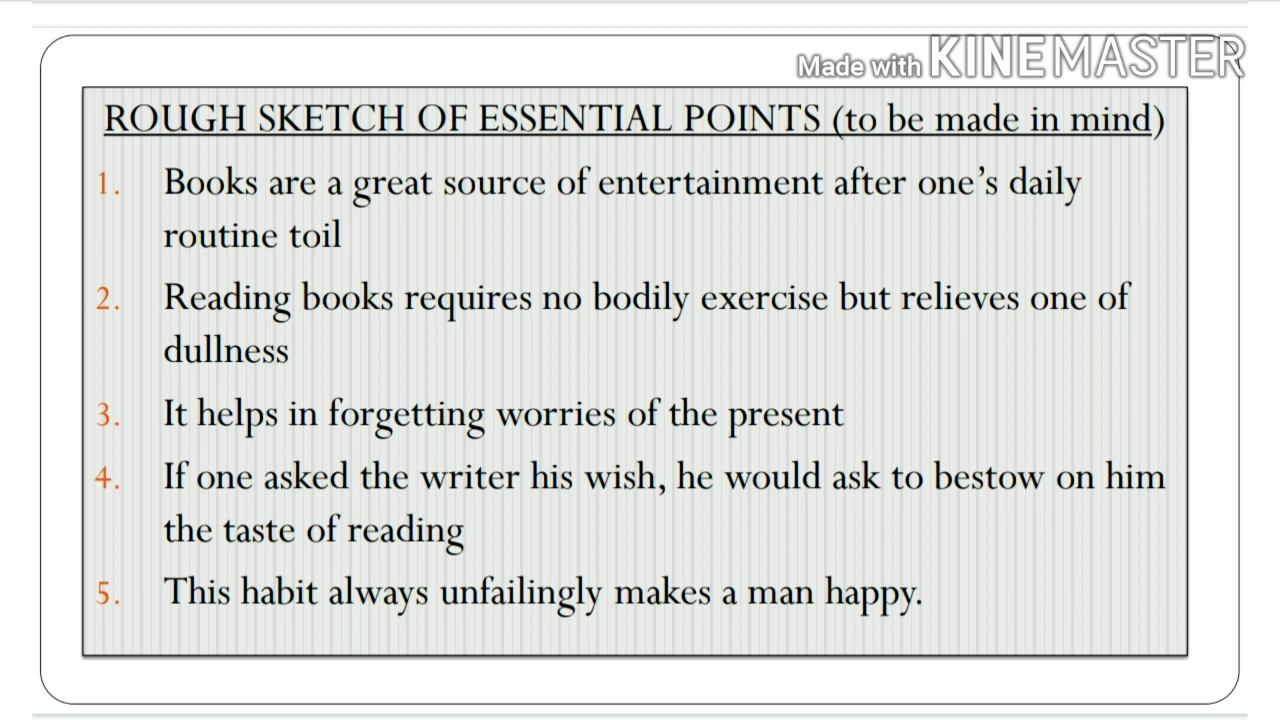 Made with KINEMASTER
ROUGH SKETCH OF ESSENTIAL POINTS (to be made in mind)
1. Books are a great source of entertainment after one’s daily
routine toil
2. Reading books requires no bodily exercise but relieves one of
dullness
3. It helps in forgetting worries of the present
4. If one asked the writer his wish, he would ask to bestow on him
the taste of reading
5. This habit always unfailingly makes a man happy.